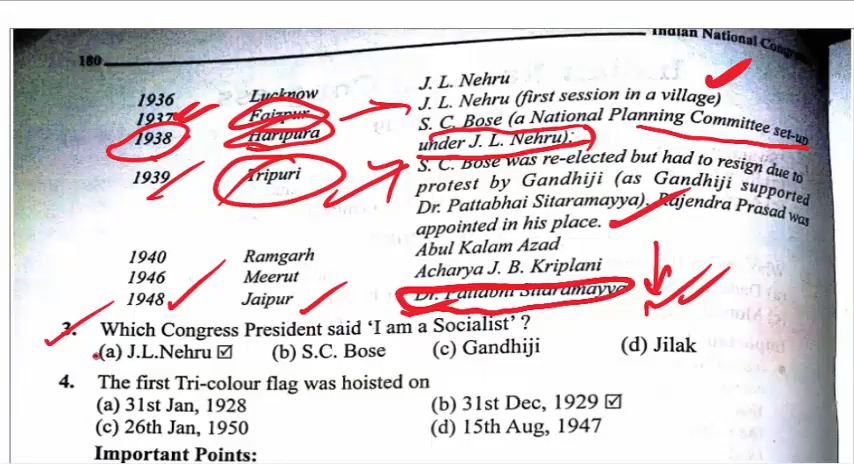 Indian National Congr
180
1936 Lucknow J. L. Nehru
1937 Faizpur J. L. Nehru (first session in a village)
1938 Haripura S. C. Bose (a National Planning Committee set-up
under J. L. Nehru);
1939 Tripuri S. C. Bose was re-elected but had to resign due to
protest by Gandhiji (as Gandhiji supported
Dr. Pattabhai Sitaramayya). Rajendra Prasad was
appointed in his place.
1940 Ramgarh Abul Kalam Azad
1946 Meerut Acharya J. B. Kriplani
1948 Jaipur Dr. Pattabhi Sitaramayya
3. Which Congress President said ‘I am a Socialist’ ?
(a) J.L.Nehru ☑ (b) S.C. Bose (c) Gandhiji (d) Jilak
4. The first Tri-colour flag was hoisted on
(a) 31st Jan, 1928 (b) 31st Dec, 1929 ☑
(c) 26th Jan, 1950 (d) 15th Aug, 1947
Important Points: